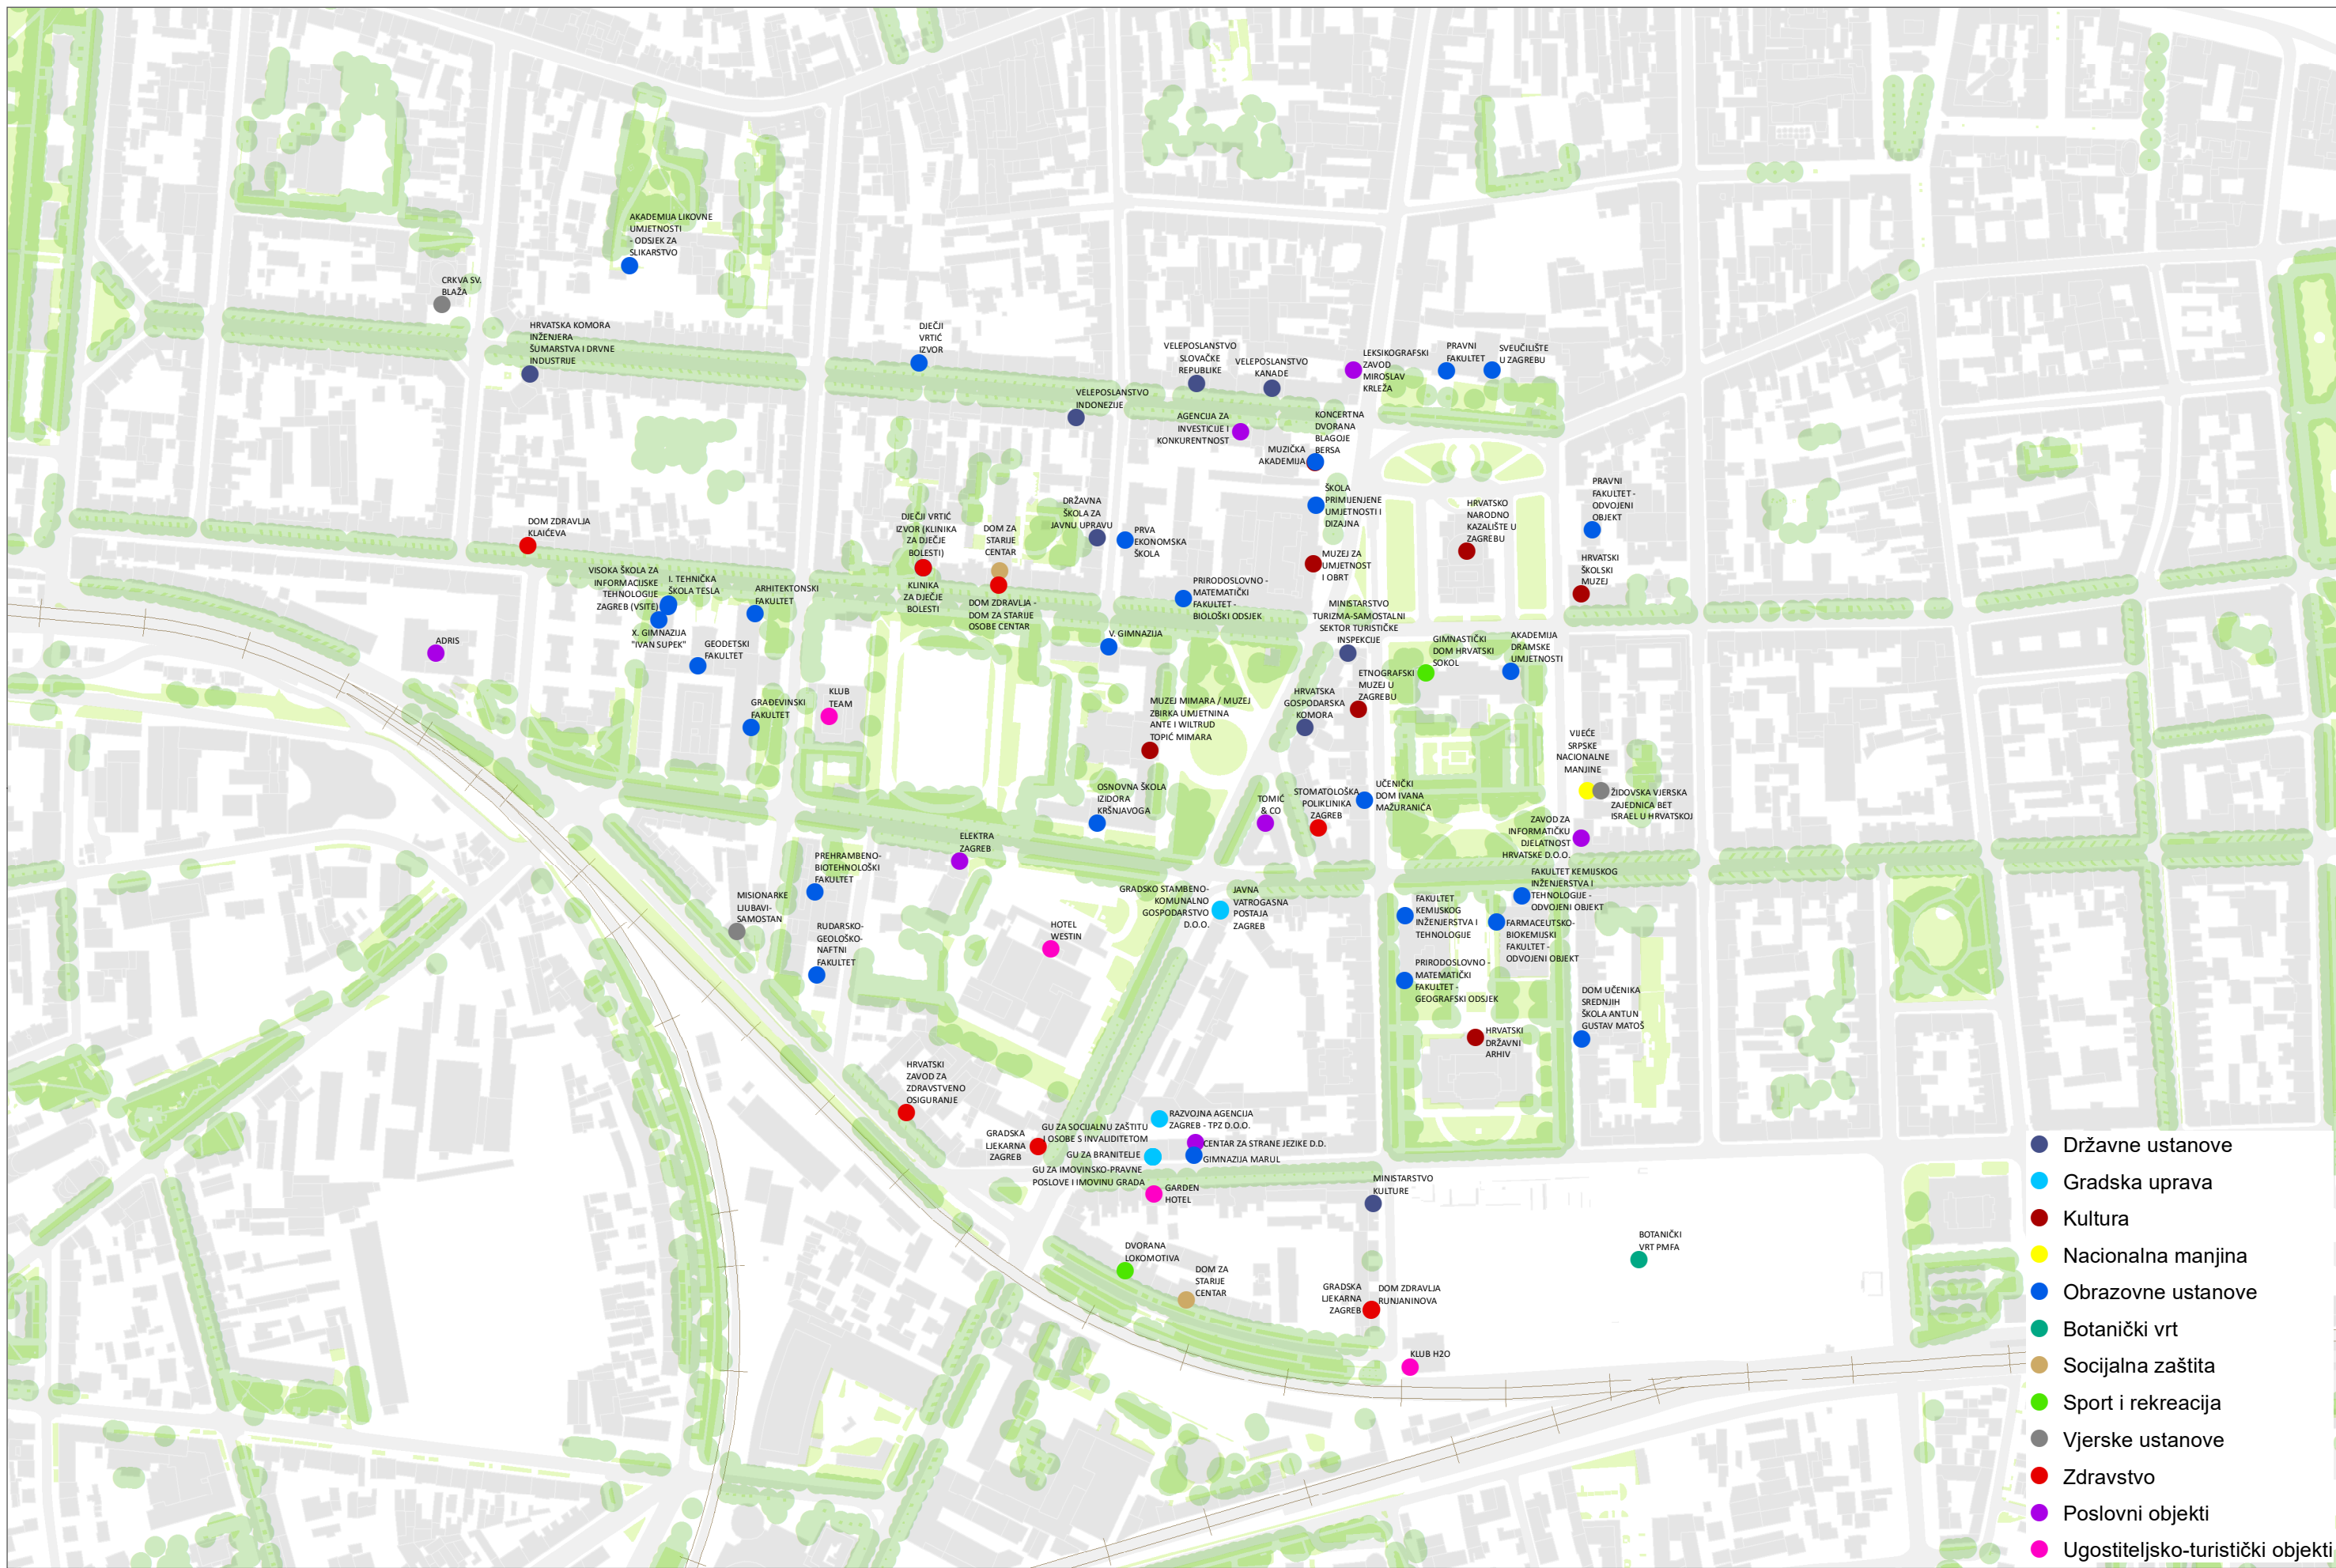 AKADEMIJA LIKOVNE
UMJETNOSTI
- ODSJEK ZA
SLIKARSTVO
CRKVA SV.
BLAŽA
HRVATSKA KOMORA
INŽENJERA
ŠUMARSTVA I DRVNE
INDUSTRIJE
DJEČJI
VRTIĆ
IZVOR
VELEPOSLANSTVO
SLOVAČKE
REPUBLIKE
VELEPOSLANSTVO
KANADE
LEKSIKOGRAFSKI
ZAVOD
MIROSLAV
KRLEŽA
PRAVNI
FAKULTET
SVEUČILIŠTE
U ZAGREBU
VELEPOSLANSTVO
INDONEZIJE
AGENCIJA ZA
INVESTICIJE I
KONKURENTNOST
KONCERTNA
DVORANA
BLAGOJE
BERSA
MUZIČKA
AKADEMIJA
ŠKOLA
PRIMIJENJENE
UMJETNOSTI I
DIZAJNA
HRVATSKO
NARODNO
KAZALIŠTE U
ZAGREBU
PRAVNI
FAKULTET -
ODVOJENI
OBJEKT
DOM ZDRAVLJA
KLAIĆEVA
DJEČJI VRTIĆ
IZVOR (KLINIKA
ZA DJEČJE
BOLESTI)
DOM ZA
STARIJE
CENTAR
DRŽAVNA
ŠKOLA ZA
JAVNU UPRAVU
PRVA
EKONOMSKA
ŠKOLA
MUZEJ ZA
UMJETNOST
I OBRT
HRVATSKI
ŠKOLSKI
MUZEJ
VISOKA ŠKOLA ZA
INFORMACIJSKE
TEHNOLOGIJE
ZAGREB (VSITE)
I. TEHNIČKA
ŠKOLA TESLA
ARHITEKTONSKI
FAKULTET
KLINIKA
ZA DJEČJE
BOLESTI
DOM ZDRAVLJA -
DOM ZA STARIJE
OSOBE CENTAR
PRIRODOSLOVNO -
MATEMATIČKI
FAKULTET -
BIOLOŠKI ODSJEK
MINISTARSTVO
TURIZMA-SAMOSTALNI
SEKTOR TURISTIČKE
INSPEKCIJE
ADRIS
X. GIMNAZIJA
"IVAN SUPEK"
GEODETSKI
FAKULTET
V. GIMNAZIJA
GIMNASTIČKI
DOM HRVATSKI
SOKOL
AKADEMIJA
DRAMSKE
UMJETNOSTI
ETNOGRAFSKI
MUZEJ U
ZAGREBU
GRAĐEVINSKI
FAKULTET
KLUB
TEAM
MUZEJ MIMARA / MUZEJ
ZBIRKA UMJETNINA
ANTE I WILTRUD
TOPIĆ MIMARA
HRVATSKA
GOSPODARSKA
KOMORA
VIJEĆE
SRPSKE
NACIONALNE
MANJINE
OSNOVNA ŠKOLA
IZIDORA
KRŠNJAVOGA
TOMIĆ
& CO
STOMATOLOŠKA
POLIKLINIKA
ZAGREB
UČENIČKI
DOM IVANA
MAŽURANIĆA
ŽIDOVSKA VJERSKA
ZAJEDNICA BET
ISRAEL U HRVATSKOJ
ZAVOD ZA
INFORMATIČKU
DJELATNOST
HRVATSKE D.O.O.
ELEKTRA
ZAGREB
PREHRAMBENO-
BIOTEHNOLOŠKI
FAKULTET
MISIONARKE
LJUBAVI-
SAMOSTAN
GRADSKO STAMBENO-
KOMUNALNO
GOSPODARSTVO
D.O.O.
JAVNA
VATROGASNA
POSTAJA
ZAGREB
FAKULTET
KEMIJSKOG
INŽENJERSTVA I
TEHNOLOGIJE
FAKULTET KEMIJSKOG
INŽENJERSTVA I
TEHNOLOGIJE -
ODVOJENI OBJEKT
FARMACEUTSKO-
BIOKEMIJSKI
FAKULTET -
ODVOJENI OBJEKT
RUDARSKO-
GEOLOŠKO-
NAFTNI
FAKULTET
HOTEL
WESTIN
PRIRODOSLOVNO -
MATEMATIČKI
FAKULTET -
GEOGRAFSKI ODSJEK
DOM UČENIKA
SREDNJIH
ŠKOLA ANTUN
GUSTAV MATOŠ
HRVATSKI
DRŽAVNI
ARHIV
HRVATSKI
ZAVOD ZA
ZDRAVSTVENO
OSIGURANJE
RAZVOJNA AGENCIJA
ZAGREB - TPZ D.O.O.
GRADSKA
LJEKARNA
ZAGREB
GU ZA SOCIJALNU ZAŠTITU
I OSOBE S INVALIDITETOM
CENTAR ZA STRANE JEZIKE D.D.
GU ZA BRANITELJE
GIMNAZIJA MARUL
GU ZA IMOVINSKO-PRAVNE
POSLOVE I IMOVINU GRADA
GARDEN
HOTEL
MINISTARSTVO
KULTURE
DVORANA
LOKOMOTIVA
BOTANIČKI
VRT PMFA
DOM ZA
STARIJE
CENTAR
GRADSKA
LJEKARNA
ZAGREB
DOM ZDRAVLJA
RUNJANINOVA
KLUB H2O
Državne ustanove
Gradska uprava
Kultura
Nacionalna manjina
Obrazovne ustanove
Botanički vrt
Socijalna zaštita
Sport i rekreacija
Vjerske ustanove
Zdravstvo
Poslovni objekti
Ugostiteljsko-turistički objekti